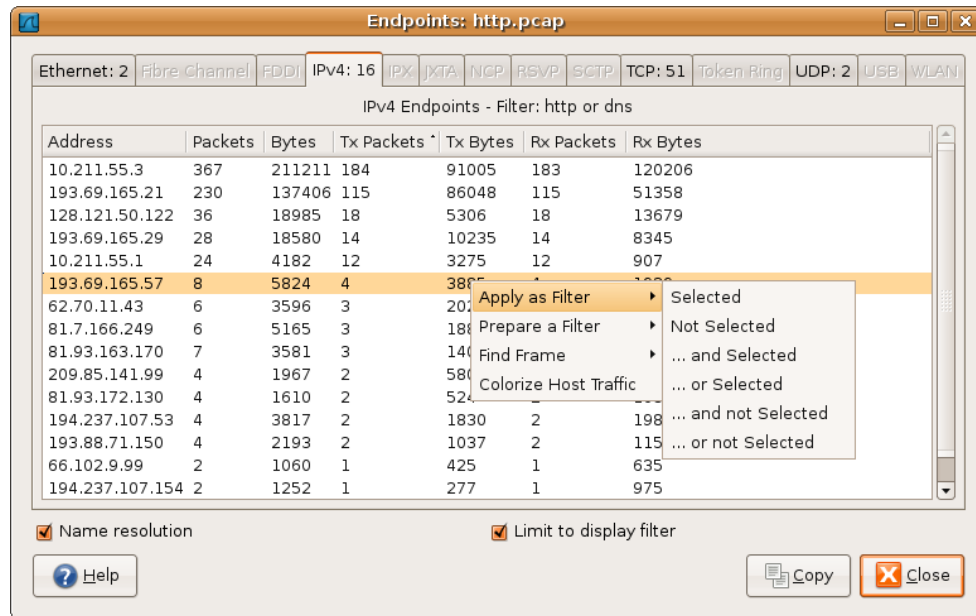 Endpoints: http.pcap
Ethernet: 2 Fibre Channel FDDI IPv4: 16 IPX JXTA NCP RSVP SCTP TCP: 51 Token Ring UDP: 2 USB WLAN
IPv4 Endpoints - Filter: http or dns
Address Packets Bytes Tx Packets Tx Bytes Rx Packets Rx Bytes
10.211.55.3 367 211211 184 91005 183 120206
193.69.165.21 230 137406 115 86048 115 51358
128.121.50.122 36 18985 18 5306 18 13679
193.69.165.29 28 18580 14 10235 14 8345
10.211.55.1 24 4182 12 3275 12 907
193.69.165.57 8 5824 4
Apply as Filter Selected
62.70.11.43 6 3596 3
Prepare a Filter Not Selected
81.7.166.249 6 5165 3
81.93.163.170 7 3581 3
Find Frame ... and Selected
209.85.141.99 4 1967 2
Colorize Host Traffic ... or Selected
81.93.172.130 4 1610 2
194.237.107.53 4 3817 2 1830 2
... and not Selected
193.88.71.150 4 2193 2 1037 2
... or not Selected
66.102.9.99 2 1060 1 425 1 635
194.237.107.154 2 1252 1 277 1 975
Name resolution Limit to display filter
Help Copy Close